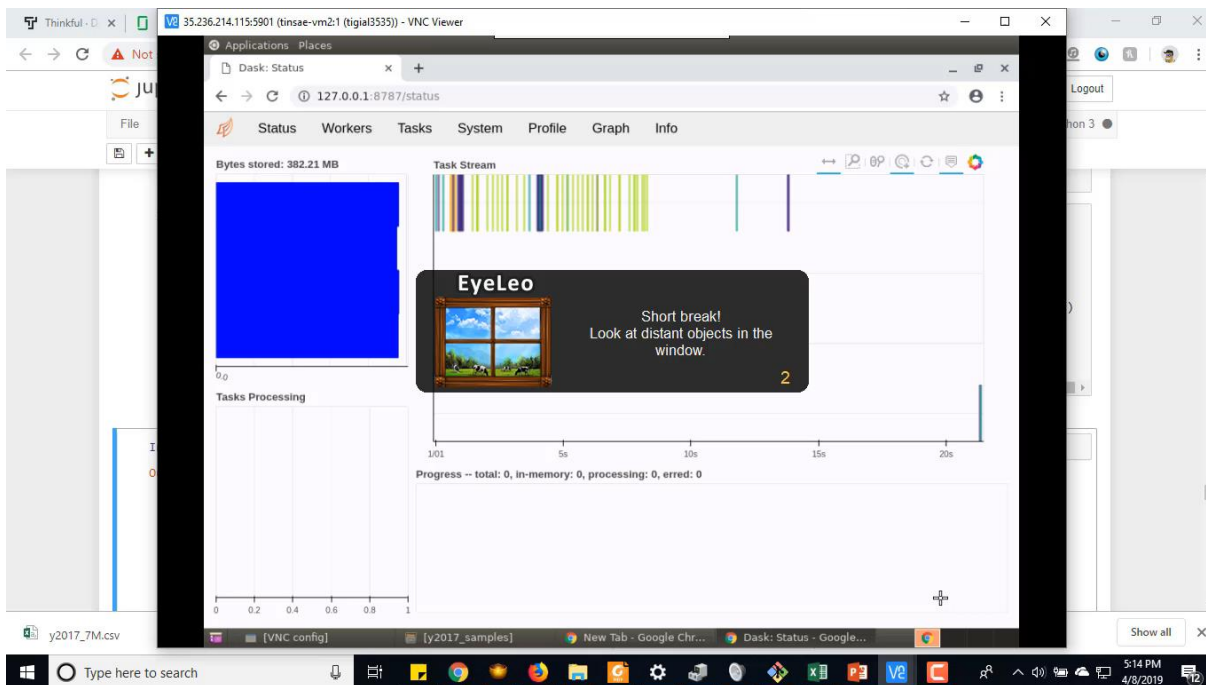 Thinkful · D
35.236.214.115:5901 (tinsae-vm2:1 (tigial3535)) - VNC Viewer
Not
Applications Places
Dask: Status
127.0.0.1:8787/status
Logout
File
hon 3
Status Workers Tasks System Profile Graph Info
Bytes stored: 382.21 MB
Task Stream
EyeLeo
Short break!
Look at distant objects in the
window.
2
0.0
Tasks Processing
1/01 5s 10s 15s 20s
Progress -- total: 0, in-memory: 0, processing: 0, erred: 0
0 0.2 0.4 0.6 0.8 1
y2017_7M.csv
[VNC config] [y2017_samples] New Tab - Google Chr... Dask: Status - Google...
Show all
Type here to search
5:14 PM
4/8/2019
12